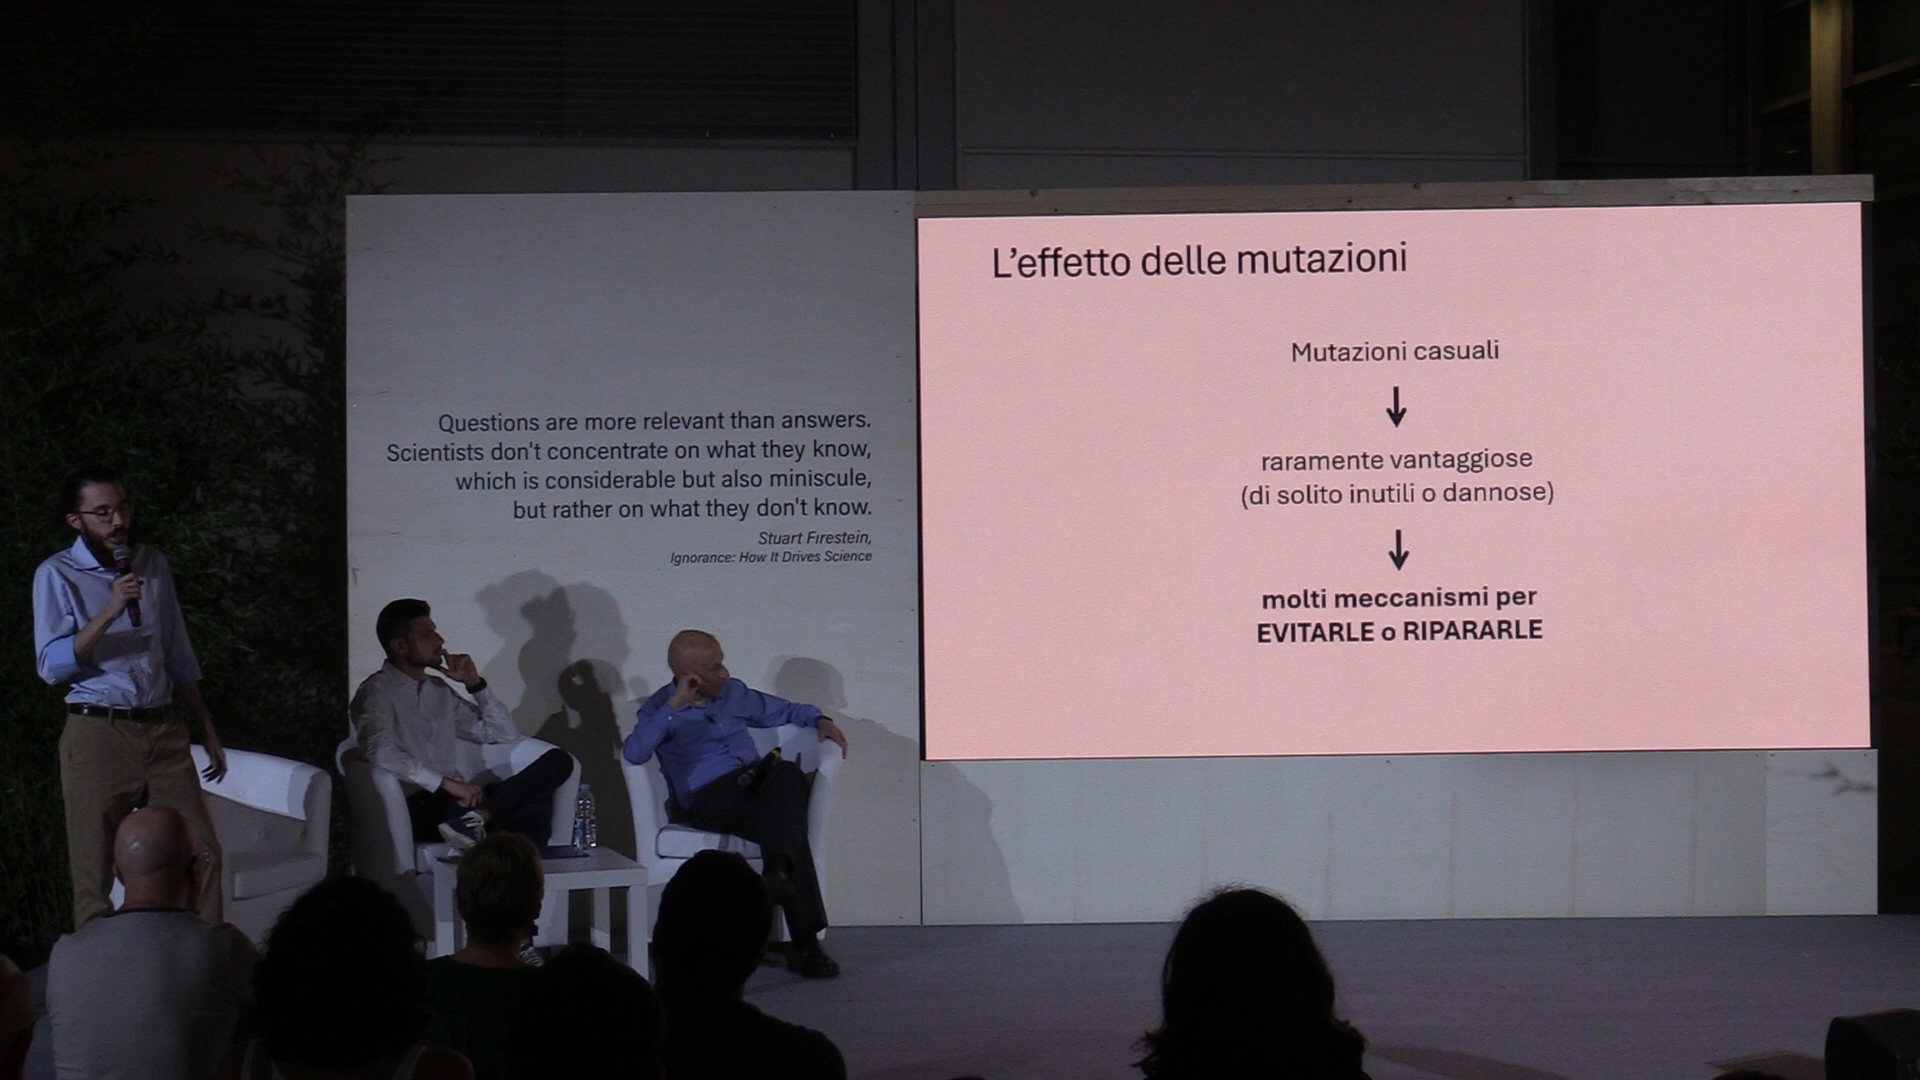 Questions are more relevant than answers.
Scientists don't concentrate on what they know,
which is considerable but also miniscule,
but rather on what they don't know.
Stuart Firestein,
Ignorance: How It Drives Science
L'effetto delle mutazioni
Mutazioni casuali
raramente vantaggiose
(di solito inutili o dannose)
molti meccanismi per
EVITARLE o RIPARARLE